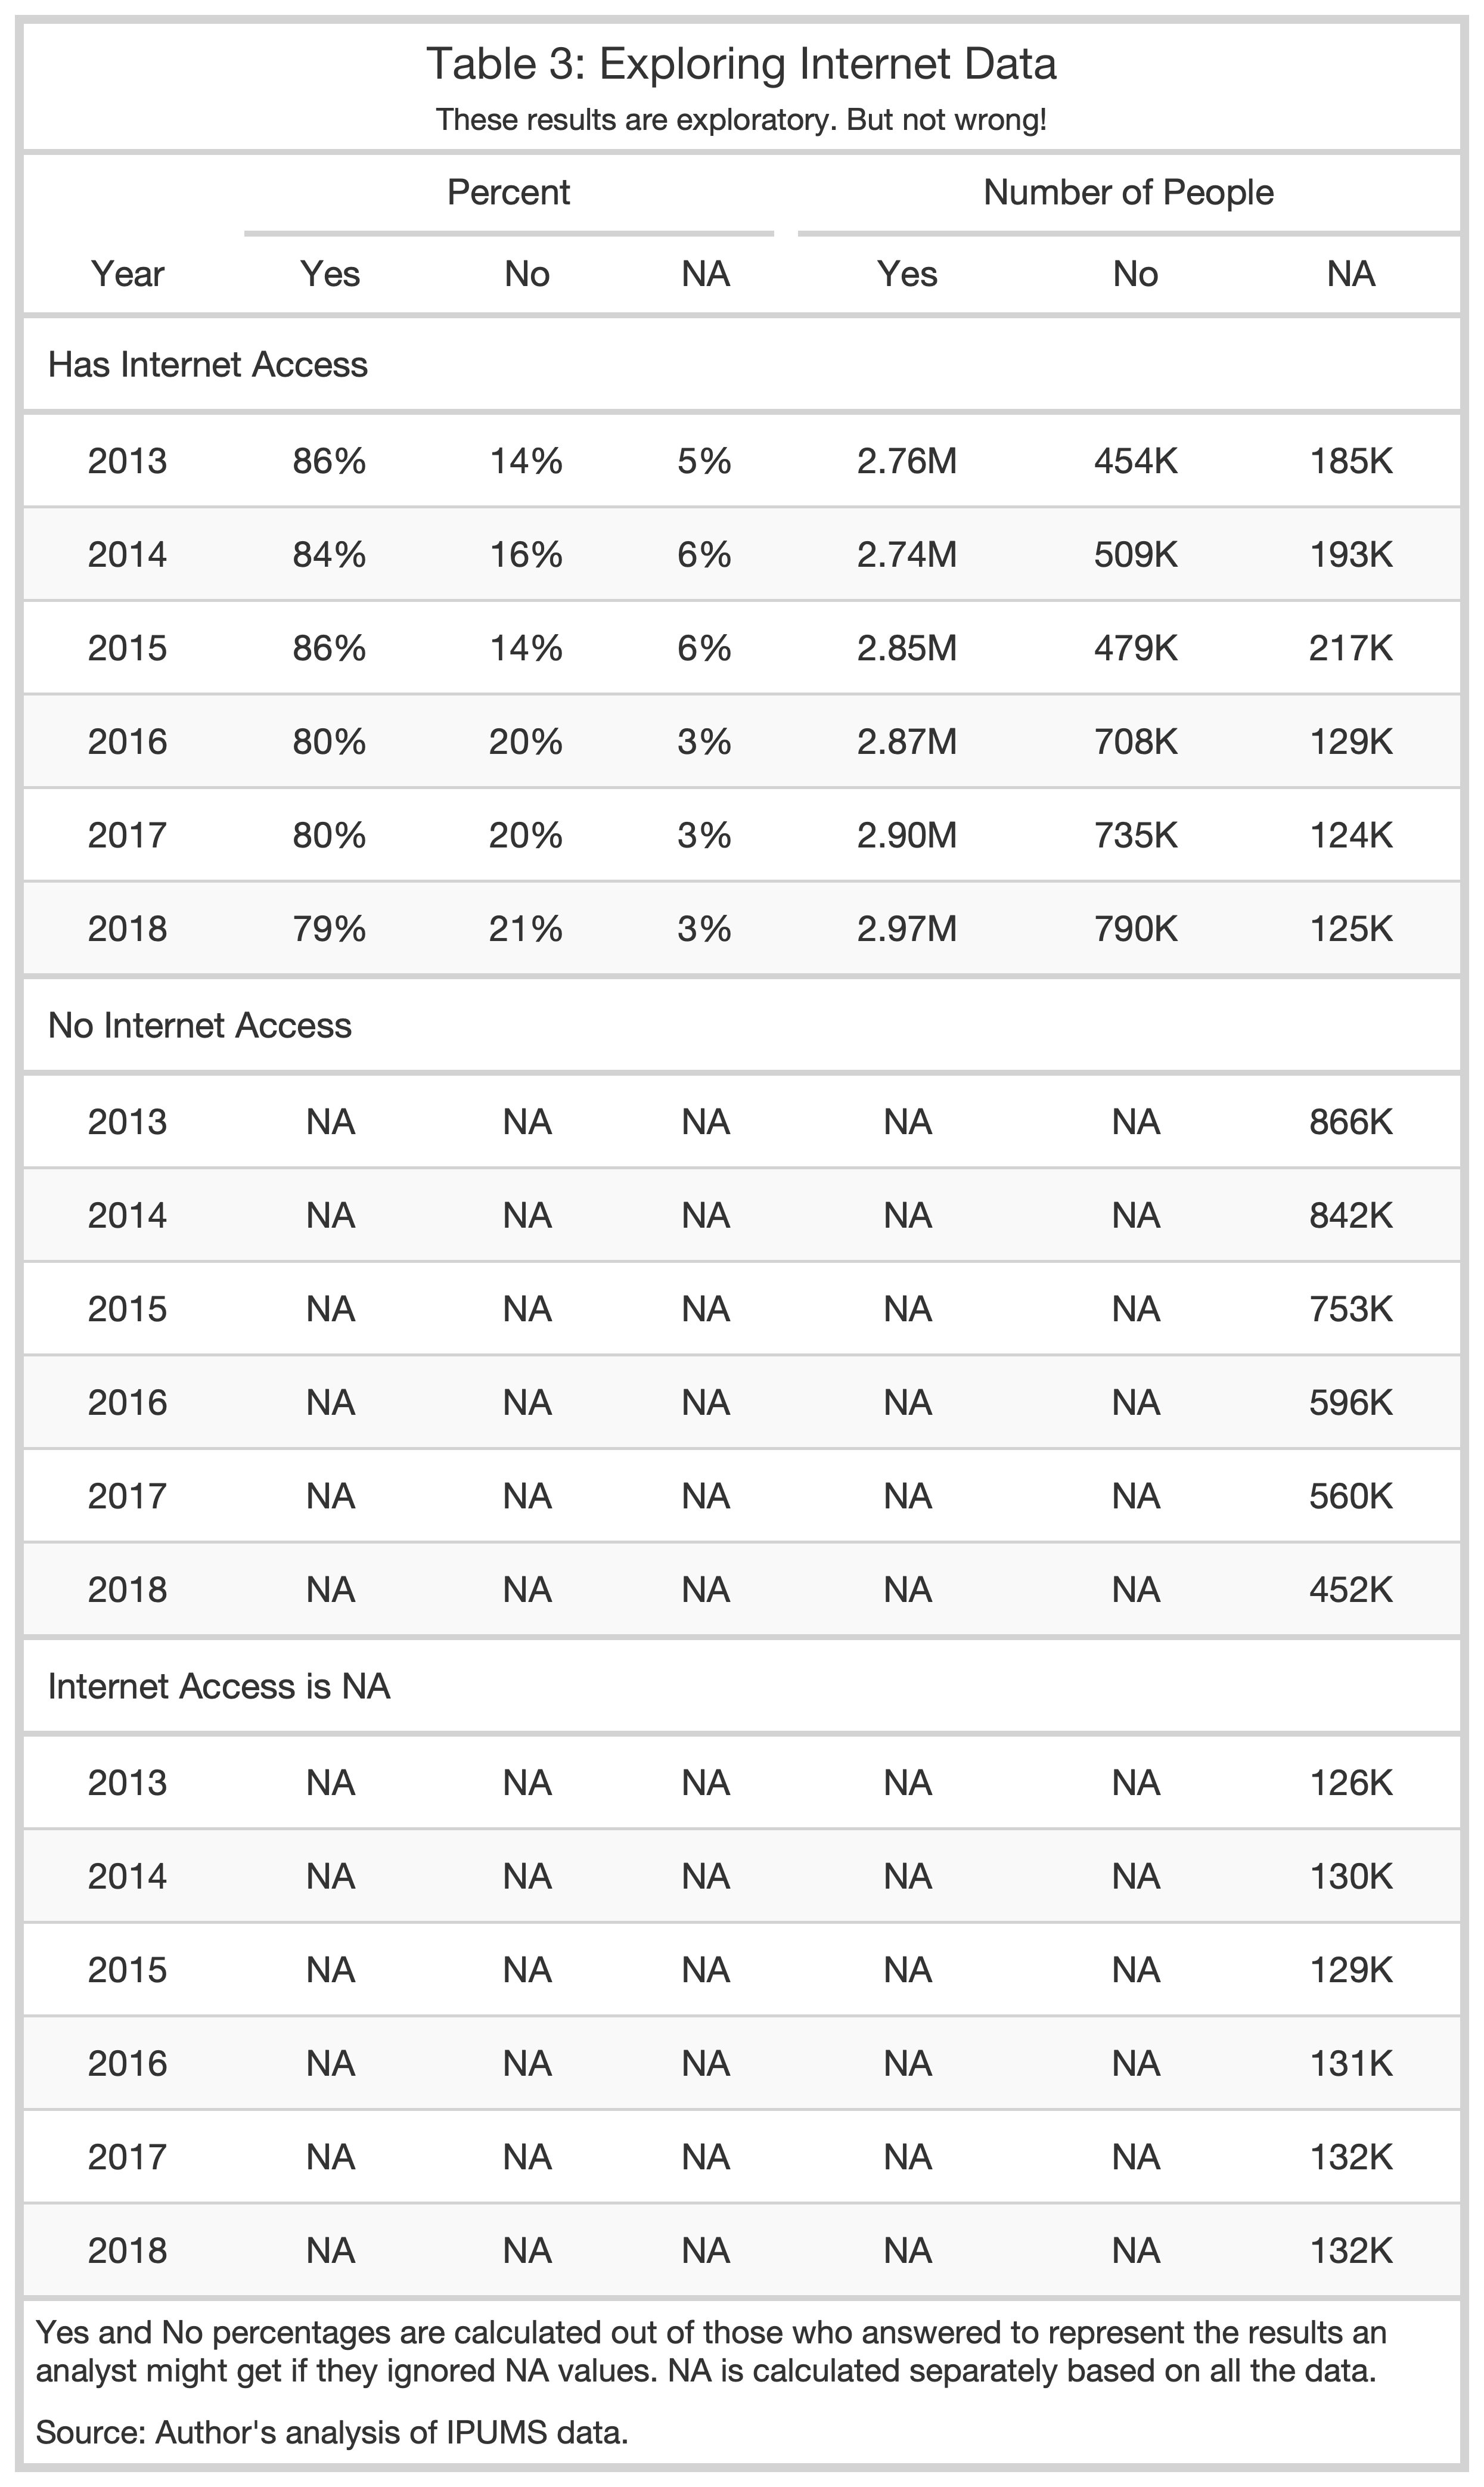 Table 3: Exploring Internet Data
These results are exploratory. But not wrong!
Percent Number of People
Year Yes No NA Yes No NA
Has Internet Access
2013 86% 14% 5% 2.76M 454K 185K
2014 84% 16% 6% 2.74M 509K 193K
2015 86% 14% 6% 2.85M 479K 217K
2016 80% 20% 3% 2.87M 708K 129K
2017 80% 20% 3% 2.90M 735K 124K
2018 79% 21% 3% 2.97M 790K 125K
No Internet Access
2013 NA NA NA NA NA 866K
2014 NA NA NA NA NA 842K
2015 NA NA NA NA NA 753K
2016 NA NA NA NA NA 596K
2017 NA NA NA NA NA 560K
2018 NA NA NA NA NA 452K
Internet Access is NA
2013 NA NA NA NA NA 126K
2014 NA NA NA NA NA 130K
2015 NA NA NA NA NA 129K
2016 NA NA NA NA NA 131K
2017 NA NA NA NA NA 132K
2018 NA NA NA NA NA 132K
Yes and No percentages are calculated out of those who answered to represent the results an
analyst might get if they ignored NA values. NA is calculated separately based on all the data.
Source: Author's analysis of IPUMS data.